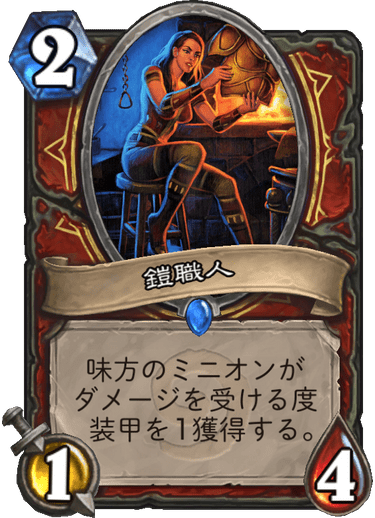 2
鎧職人
味方のミニオンが
ダメージを受ける度
装甲を1獲得する。
1
4